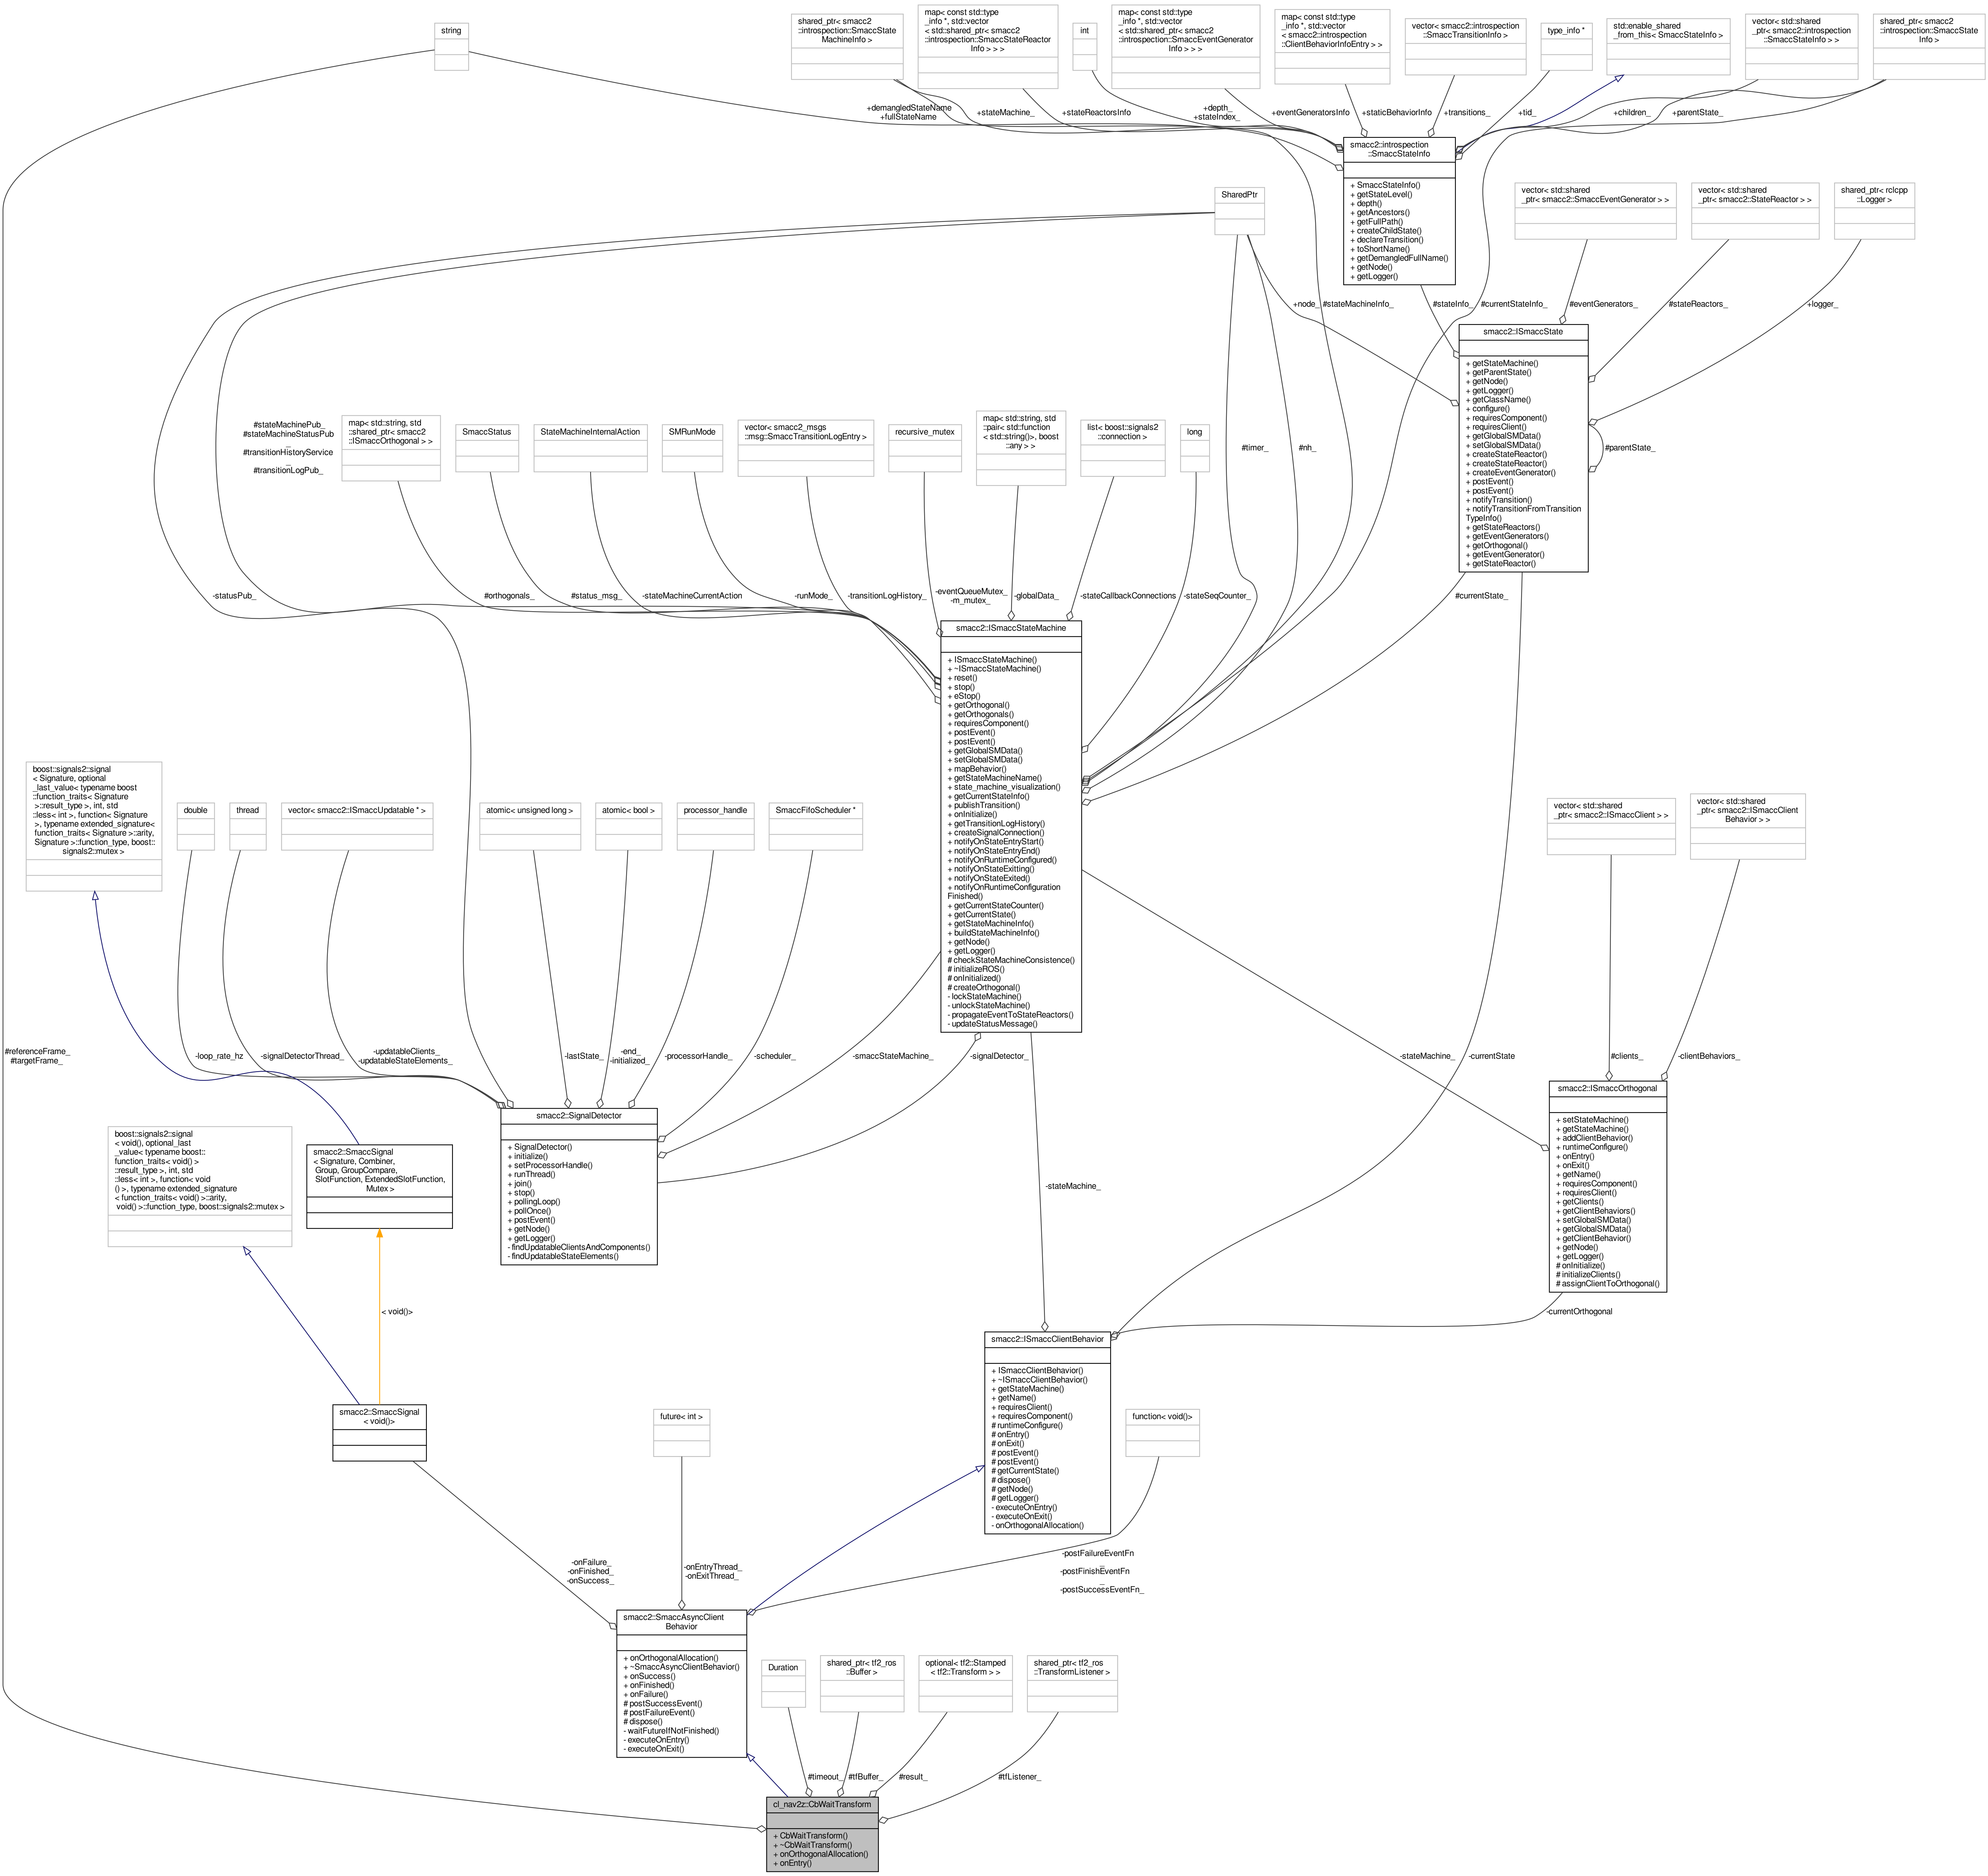 string
shared_ptr< smacc2
::introspection::SmaccState
MachineInfo >
map< const std::type
_info *, std::vector
< std::shared_ptr< smacc2
::introspection::SmaccStateReactor
Info > > >
int
map< const std::type
_info *, std::vector
< std::shared_ptr< smacc2
::introspection::SmaccEventGenerator
Info > > >
map< const std::type
_info *, std::vector
< smacc2::introspection
::ClientBehaviorInfoEntry > >
vector< smacc2::introspection
::SmaccTransitionInfo >
type_info *
std::enable_shared
_from_this< SmaccStateInfo >
vector< std::shared
_ptr< smacc2::introspection
::SmaccStateInfo > >
shared_ptr< smacc2
::introspection::SmaccState
Info >
+demangledStateName
+fullStateName
+stateMachine_
+stateReactorsInfo
+depth_
+stateIndex_
+eventGeneratorsInfo
+staticBehaviorInfo
+transitions_
+tid_
+children_
+parentState_
smacc2::introspection
::SmaccStateInfo
+ SmaccStateInfo()
+ getStateLevel()
+ depth()
+ getAncestors()
+ getFullPath()
+ createChildState()
+ declareTransition()
+ toShortName()
+ getDemangledFullName()
+ getNode()
+ getLogger()
SharedPtr
vector< std::shared
_ptr< smacc2::SmaccEventGenerator > >
vector< std::shared
_ptr< smacc2::StateReactor > >
shared_ptr< rclcpp
::Logger >
+node_
#stateMachineInfo_
#stateInfo_
#currentStateInfo_
#eventGenerators_
#stateReactors_
+logger_
smacc2::ISmaccState
+ getStateMachine()
+ getParentState()
+ getNode()
+ getLogger()
+ getClassName()
+ configure()
+ requiresComponent()
+ requiresClient()
+ getGlobalSMData()
+ setGlobalSMData()
+ createStateReactor()
+ createStateReactor()
+ createEventGenerator()
+ postEvent()
+ postEvent()
+ notifyTransition()
+ notifyTransitionFromTransition
TypeInfo()
+ getStateReactors()
+ getEventGenerators()
+ getOrthogonal()
+ getEventGenerator()
+ getStateReactor()
#parentState_
#stateMachinePub_
#stateMachineStatusPub
_
#transitionHistoryService
_
#transitionLogPub_
map< std::string, std
::shared_ptr< smacc2
::ISmaccOrthogonal > >
SmaccStatus
StateMachineInternalAction
SMRunMode
vector< smacc2_msgs
::msg::SmaccTransitionLogEntry >
recursive_mutex
map< std::string, std
::pair< std::function
< std::string()>, boost
::any > >
list< boost::signals2
::connection >
long
#timer_
#nh_
-statusPub_
#orthogonals_
#status_msg_
-stateMachineCurrentAction
-runMode_
-transitionLogHistory_
-eventQueueMutex_
-m_mutex_
-globalData_
-stateCallbackConnections
-stateSeqCounter_
#currentState_
smacc2::ISmaccStateMachine
+ ISmaccStateMachine()
+ ~ISmaccStateMachine()
+ reset()
+ stop()
+ eStop()
+ getOrthogonal()
+ getOrthogonals()
+ requiresComponent()
+ postEvent()
+ postEvent()
+ getGlobalSMData()
+ setGlobalSMData()
+ mapBehavior()
+ getStateMachineName()
+ state_machine_visualization()
+ getCurrentStateInfo()
+ publishTransition()
+ onInitialize()
+ getTransitionLogHistory()
+ createSignalConnection()
+ notifyOnStateEntryStart()
+ notifyOnStateEntryEnd()
+ notifyOnRuntimeConfigured()
+ notifyOnStateExitting()
+ notifyOnStateExited()
+ notifyOnRuntimeConfiguration
Finished()
+ getCurrentStateCounter()
+ getCurrentState()
+ getStateMachineInfo()
+ buildStateMachineInfo()
+ getNode()
+ getLogger()
# checkStateMachineConsistence()
# initializeROS()
# onInitialized()
# createOrthogonal()
- lockStateMachine()
- unlockStateMachine()
- propagateEventToStateReactors()
- updateStatusMessage()
boost::signals2::signal
< Signature, optional
_last_value< typename boost
::function_traits< Signature
>::result_type >, int, std
::less< int >, function< Signature
>, typename extended_signature<
function_traits< Signature >::arity,
Signature >::function_type, boost::
signals2::mutex >
double
thread
vector< smacc2::ISmaccUpdatable * >
atomic< unsigned long >
atomic< bool >
processor_handle
SmaccFifoScheduler *
vector< std::shared
_ptr< smacc2::ISmaccClient > >
vector< std::shared
_ptr< smacc2::ISmaccClient
Behavior > >
#referenceFrame_
#targetFrame_
-loop_rate_hz
-signalDetectorThread_
-updatableClients_
-updatableStateElements_
-lastState_
-end_
-initialized_
-processorHandle_
-scheduler_
-smaccStateMachine_
-signalDetector_
-stateMachine_
-currentState
#clients_
-clientBehaviors_
smacc2::SignalDetector
+ SignalDetector()
+ initialize()
+ setProcessorHandle()
+ runThread()
+ join()
+ stop()
+ pollingLoop()
+ pollOnce()
+ postEvent()
+ getNode()
+ getLogger()
- findUpdatableClientsAndComponents()
- findUpdatableStateElements()
smacc2::ISmaccOrthogonal
+ setStateMachine()
+ getStateMachine()
+ addClientBehavior()
+ runtimeConfigure()
+ onEntry()
+ onExit()
+ getName()
+ requiresComponent()
+ requiresClient()
+ getClients()
+ getClientBehaviors()
+ setGlobalSMData()
+ getGlobalSMData()
+ getClientBehavior()
+ getNode()
+ getLogger()
# onInitialize()
# initializeClients()
# assignClientToOrthogonal()
boost::signals2::signal
< void(), optional_last
_value< typename boost::
function_traits< void() >
::result_type >, int, std
::less< int >, function< void
() >, typename extended_signature
< function_traits< void() >::arity,
void() >::function_type, boost::signals2::mutex >
smacc2::SmaccSignal
< Signature, Combiner,
Group, GroupCompare,
SlotFunction, ExtendedSlotFunction,
Mutex >
-stateMachine_
< void()>
-currentOrthogonal
smacc2::ISmaccClientBehavior
+ ISmaccClientBehavior()
+ ~ISmaccClientBehavior()
+ getStateMachine()
+ getName()
+ requiresClient()
+ requiresComponent()
# runtimeConfigure()
# onEntry()
# onExit()
# postEvent()
# postEvent()
# getCurrentState()
# dispose()
# getNode()
# getLogger()
- executeOnEntry()
- executeOnExit()
- onOrthogonalAllocation()
smacc2::SmaccSignal
< void()>
future< int >
function< void()>
-onFailure_
-onFinished_
-onSuccess_
-onEntryThread_
-onExitThread_
-postFailureEventFn
_
-postFinishEventFn
_
-postSuccessEventFn_
smacc2::SmaccAsyncClient
Behavior
+ onOrthogonalAllocation()
+ ~SmaccAsyncClientBehavior()
+ onSuccess()
+ onFinished()
+ onFailure()
# postSuccessEvent()
# postFailureEvent()
# dispose()
- waitFutureIfNotFinished()
- executeOnEntry()
- executeOnExit()
Duration
shared_ptr< tf2_ros
::Buffer >
optional< tf2::Stamped
< tf2::Transform > >
shared_ptr< tf2_ros
::TransformListener >
#timeout_
#tfBuffer_
#result_
#tfListener_
cl_nav2z::CbWaitTransform
+ CbWaitTransform()
+ ~CbWaitTransform()
+ onOrthogonalAllocation()
+ onEntry()